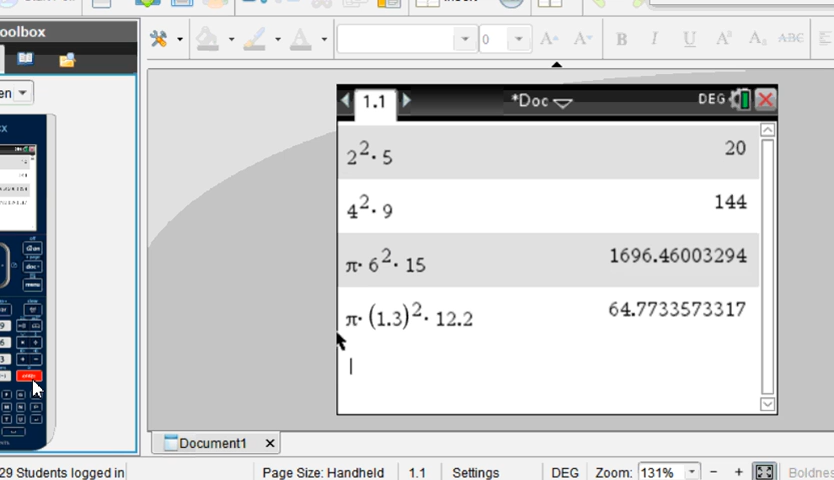 oolbox
0
B I U A A ABC
en
1.1 *Doc DEG
2²· 5 20
4²· 9 144
π· 6²· 15 1696.46003294
π· (1.3)²· 12.2 64.7733573317
Document1
29 Students logged in Page Size: Handheld 1.1 Settings DEG Zoom: 131% - + Boldnes